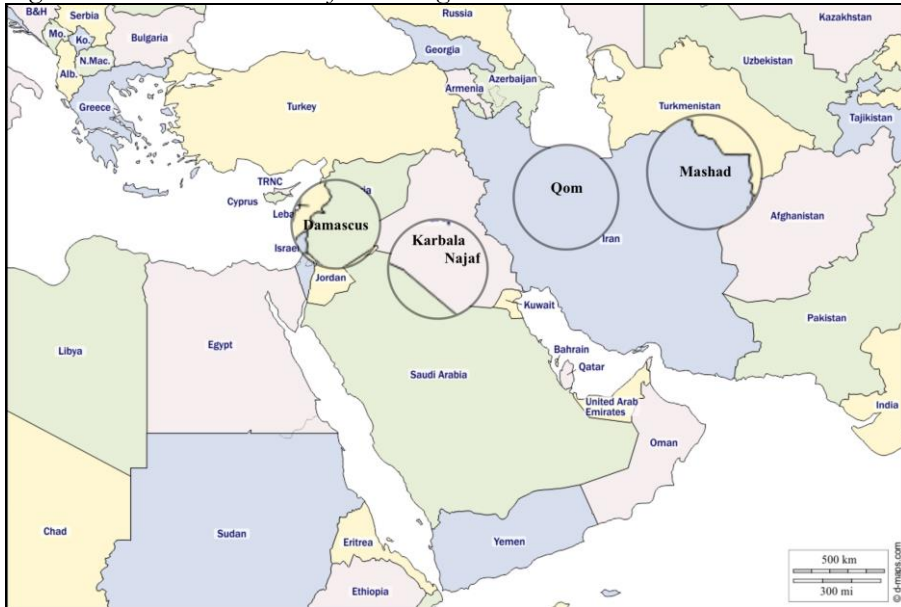 B&H
Serbia
Russia
Kazakhstan
Mo.
Ko.
Bulgaria
Georgia
Uzbekistan
N.Mac.
Alb.
Armenia
Azerbaijan
Turkmenistan
Tajikistan
Greece
Turkey
Mashad
TRNC
Qom
Cyprus
Afghanistan
Damascus
Karbala
Iran
Israel
Najaf
Jordan
Kuwait
Pakistan
Libya
Egypt
Bahrain
Qatar
Saudi Arabia
United Arab
Emirates
India
Oman
Chad
Sudan
Eritrea
Yemen
500 km
300 mi
Ethiopia
© d-maps.com